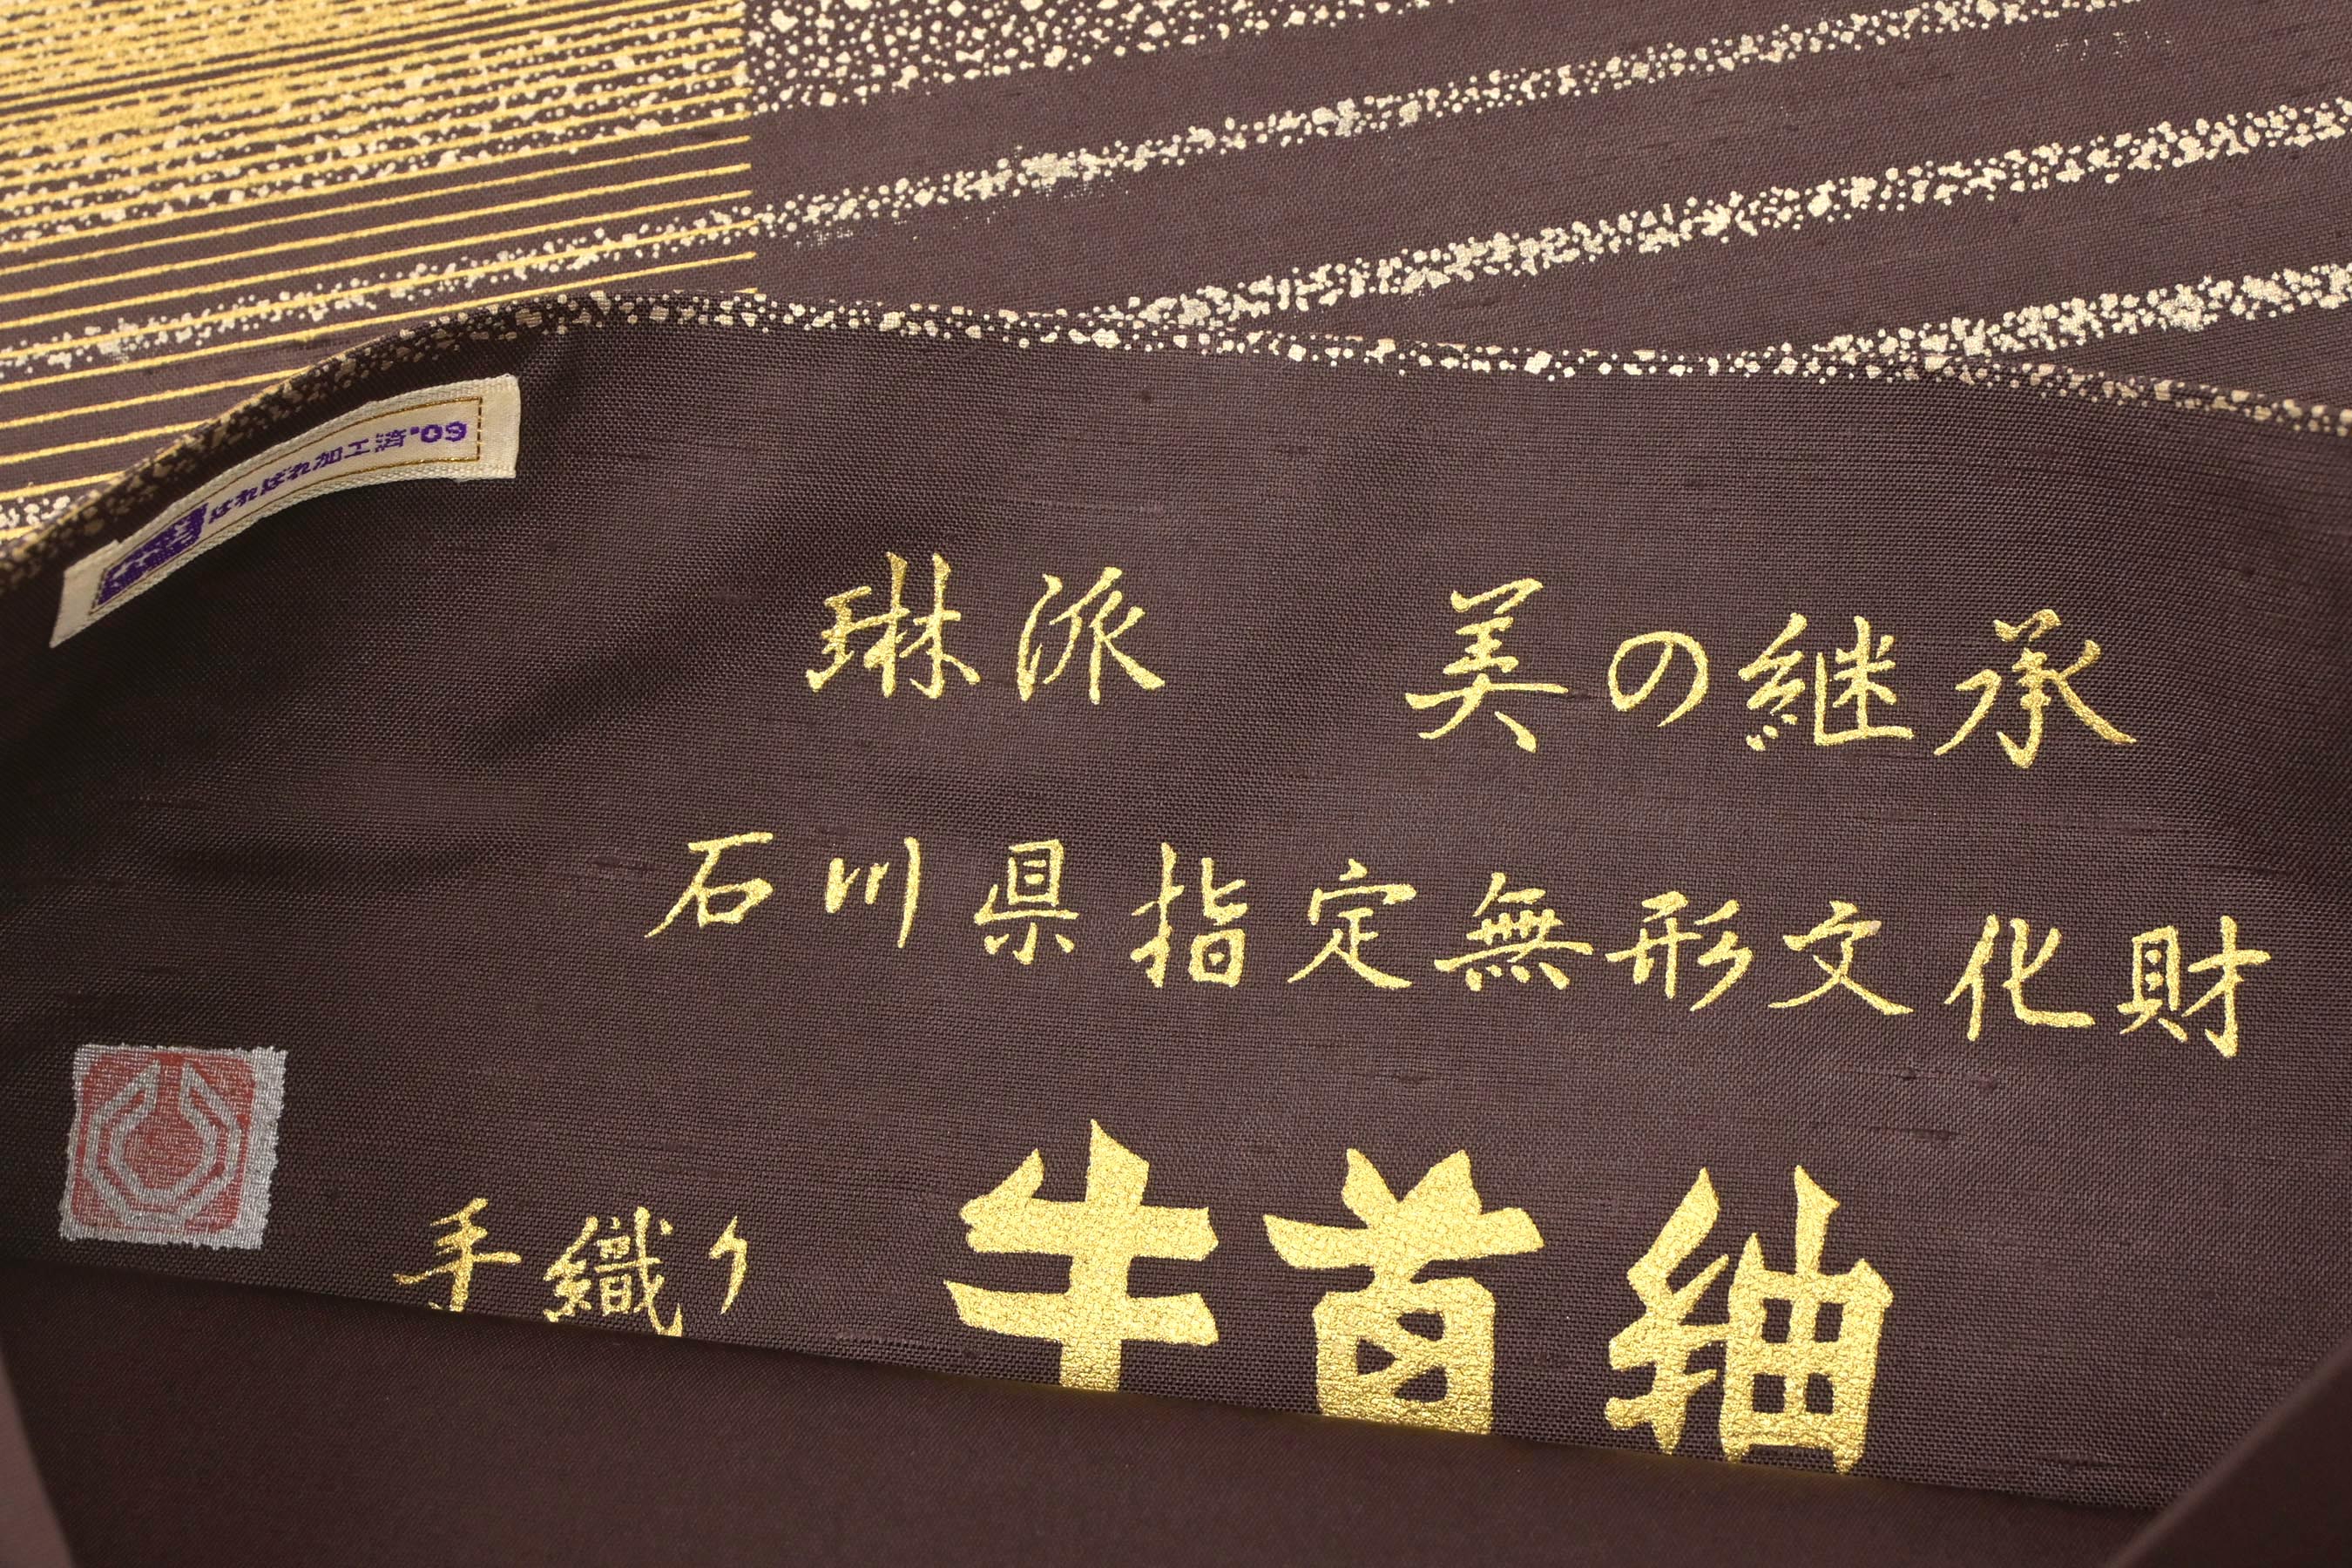 はればれ加工済 '09
琳派 美の継承
石川県指定無形文化財
手織り 牛首紬